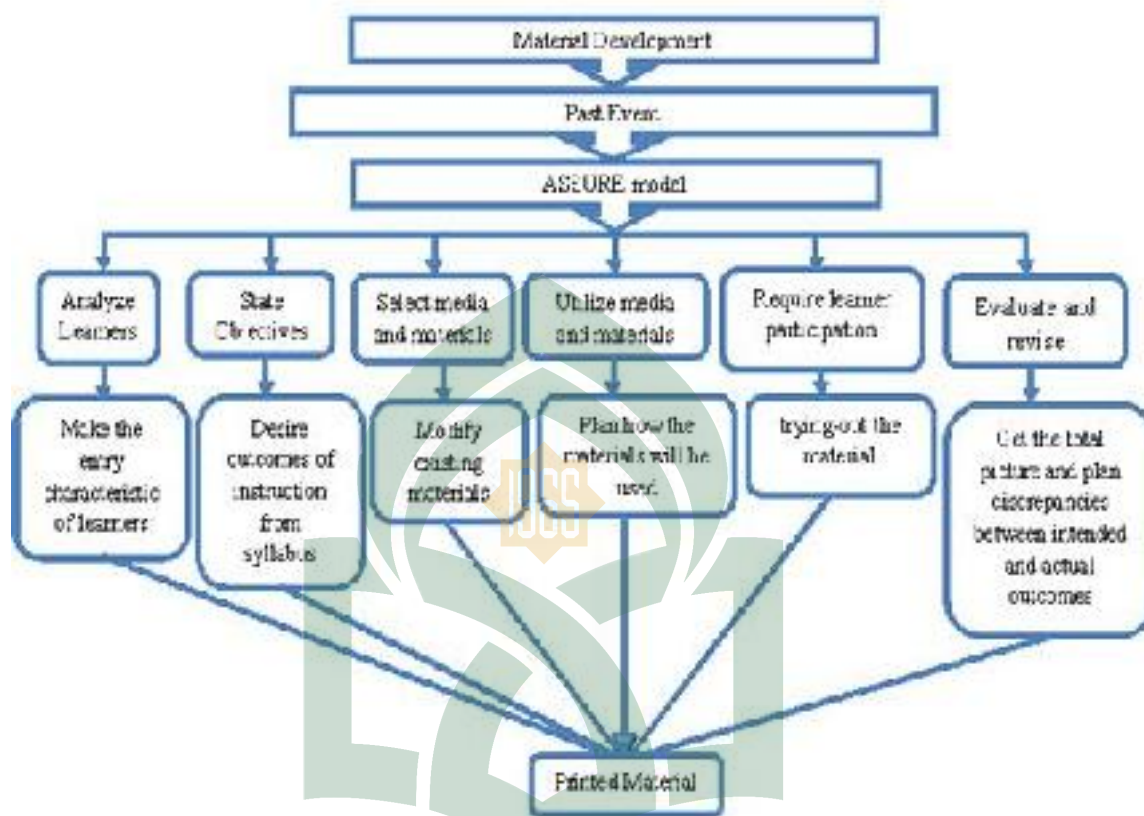 Material Development
Past Event
ASSURE model
Analyze
Learners
State
Objectives
Select media
and materials
Utilize media
and materials
Require learner
participation
Evaluate and
revise
Make the
entry
characteristic
of learners
Desire
outcomes of
instruction
from
syllabus
Modify
existing
materials
Plan how the
materials will be
used
trying-out the
material
Get the total
picture and plan
discrepancies
between intended
and actual
outcomes
Printed Material